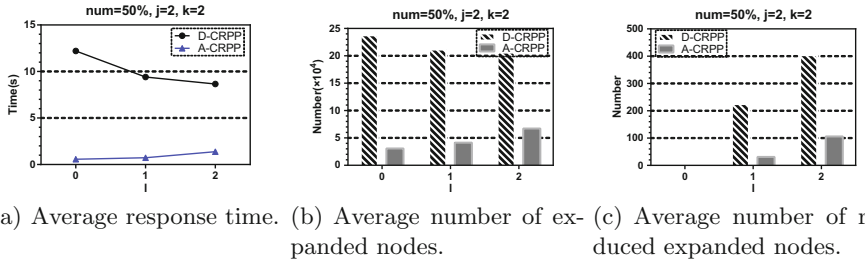 num=50%, j=2, k=2
15
10
5
0
Time(s)
D-CRPP
A-CRPP
0 1 2
l
num=50%, j=2, k=2
25
20
15
10
5
0
Number(×10⁴)
D-CRPP
A-CRPP
0 1 2
l
num=50%, j=2, k=2
500
400
300
200
100
0
Number
D-CRPP
A-CRPP
0 1 2
l
a) Average response time. (b) Average number of ex- (c) Average number of r
panded nodes. duced expanded nodes.